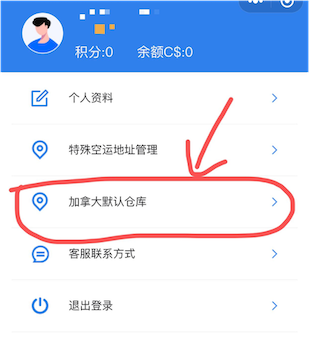 积分:0 余额C$:0
个人资料
特殊空运地址管理
加拿大默认仓库
客服联系方式
退出登录